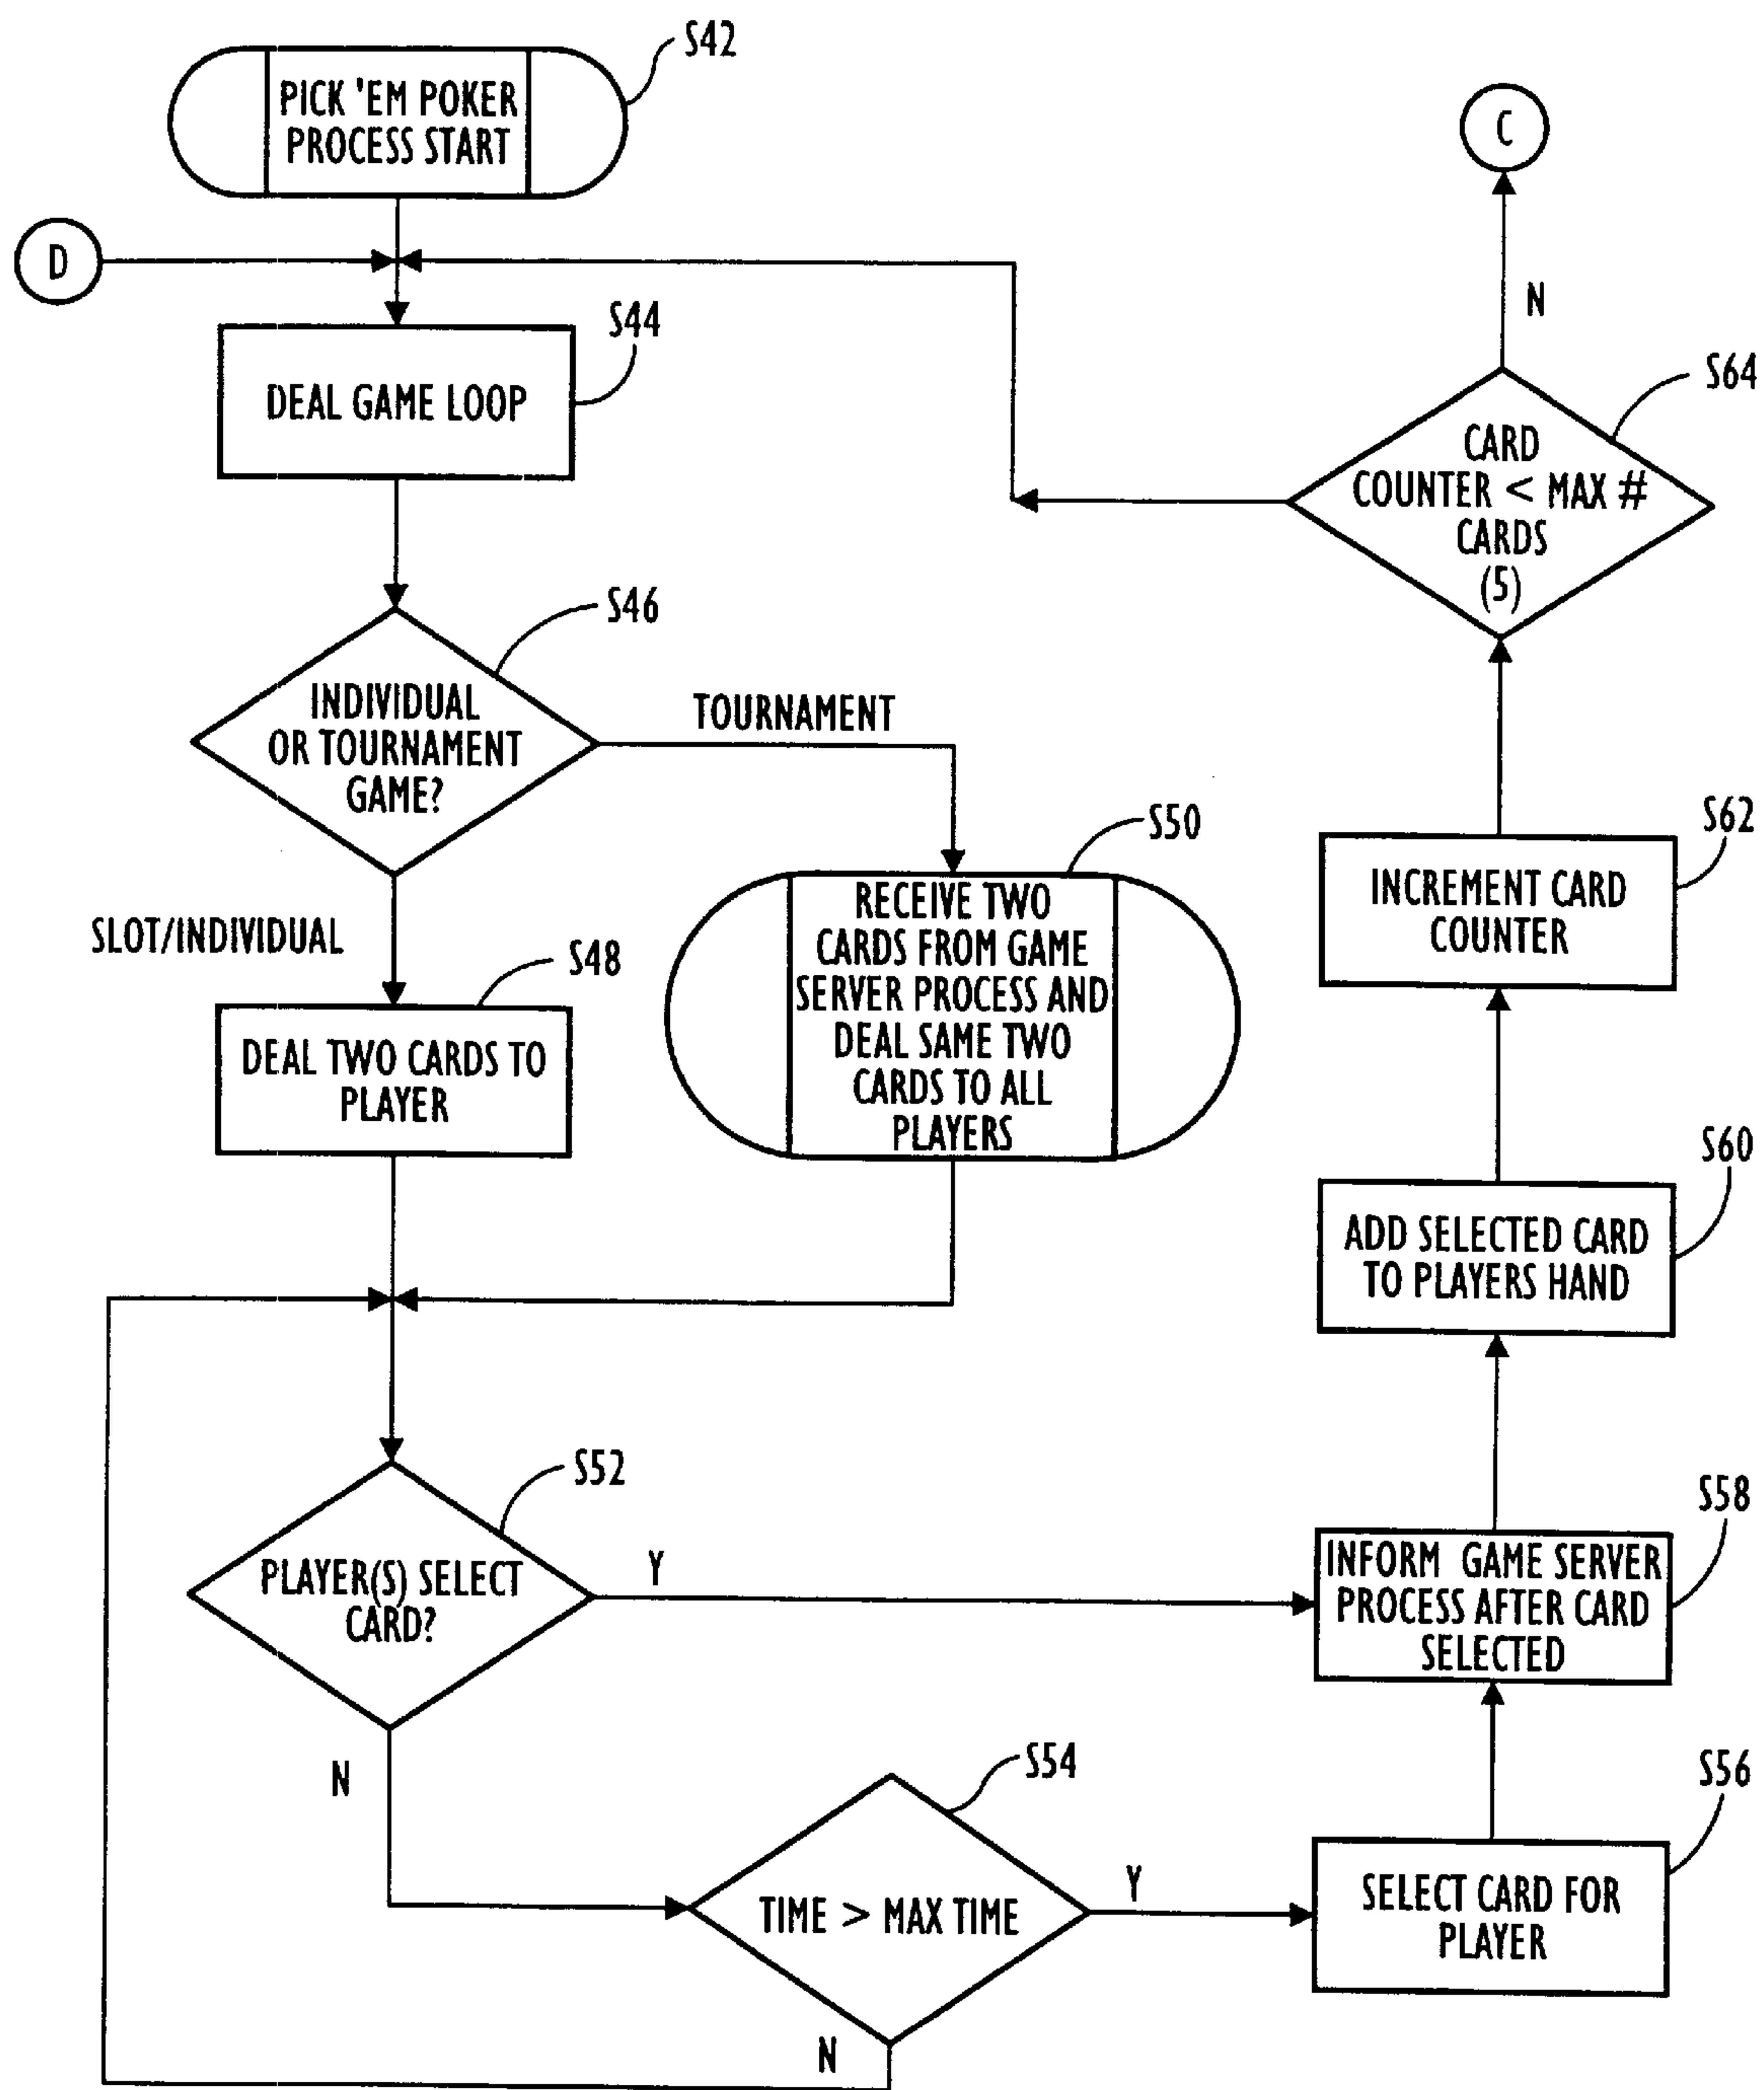 S42
PICK 'EM POKER
PROCESS START
C
D
N
S44
DEAL GAME LOOP
S64
CARD
COUNTER < MAX #
CARDS
(5)
S46
INDIVIDUAL
OR TOURNAMENT
GAME?
TOURNAMENT
SLOT/INDIVIDUAL
S50
RECEIVE TWO
CARDS FROM GAME
SERVER PROCESS AND
DEAL SAME TWO
CARDS TO ALL
PLAYERS
S62
INCREMENT CARD
COUNTER
S48
DEAL TWO CARDS TO
PLAYER
S60
ADD SELECTED CARD
TO PLAYERS HAND
S52
PLAYER(S) SELECT
CARD?
Y
S58
INFORM GAME SERVER
PROCESS AFTER CARD
SELECTED
N
S54
TIME > MAX TIME
Y
S56
SELECT CARD FOR
PLAYER
N